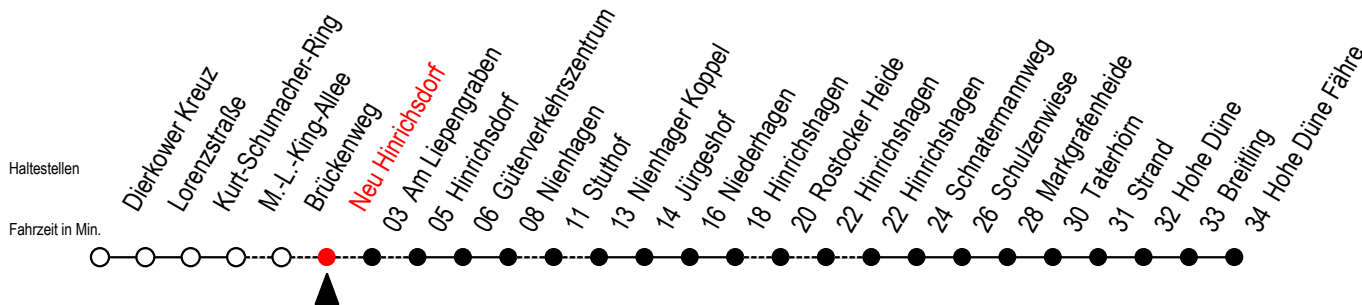 Haltestellen
Fahrzeit in Min.
Dierkower Kreuz
Lorenzstraße
Kurt-Schumacher-Ring
M.-L.-King-Allee
Brückenweg
Neu Hinrichsdorf
03 Am Liepengraben
05 Hinrichsdorf
06 Güterverkehrszentrum
08 Nienhagen
11 Stuthof
13 Nienhager Koppel
14 Jürgeshof
16 Niederhagen
18 Hinrichshagen
20 Rostocker Heide
22 Hinrichshagen
22 Hinrichshagen
24 Schnatermannweg
26 Schulzenwiese
28 Markgrafenheide
30 Taterhörn
31 Strand
32 Hohe Düne
33 Breitling
34 Hohe Düne Fähre